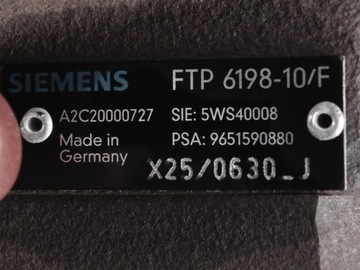 SIEMENS FTP 6198-10/F
A2C20000727 SIE: 5WS40008
Made in PSA: 9651590880
Germany
X25/0630_J